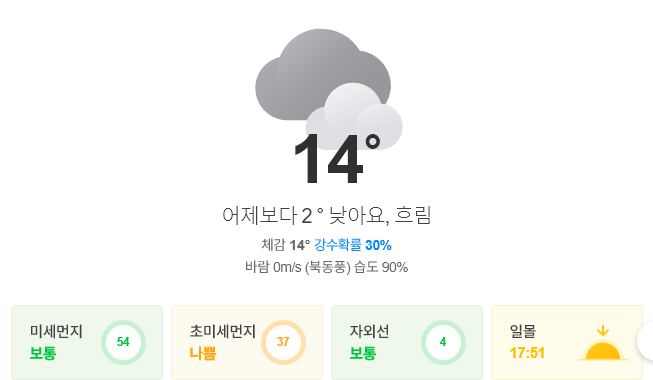 14°
어제보다 2° 낮아요, 흐림
체감 14° 강수확률 30%
바람 0m/s (북동풍) 습도 90%
미세먼지
보통
54
초미세먼지
나쁨
37
자외선
보통
4
일몰
17:51